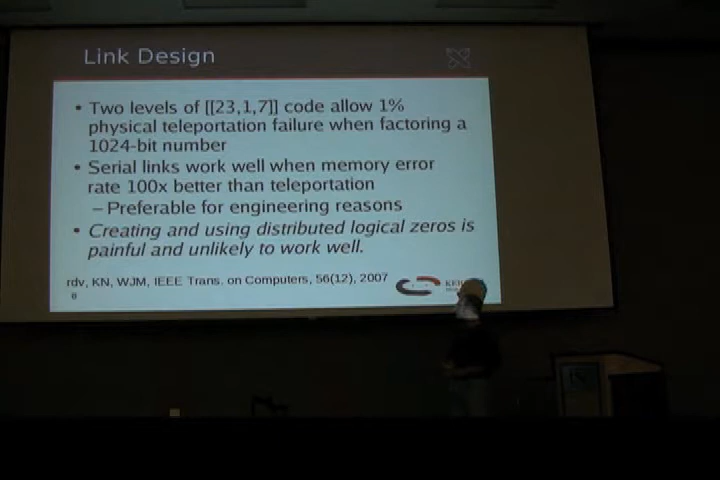 Link Design
• Two levels of [[23,1,7]] code allow 1%
physical teleportation failure when factoring a
1024-bit number
• Serial links work well when memory error
rate 100x better than teleportation
– Preferable for engineering reasons
• Creating and using distributed logical zeros is
painful and unlikely to work well.
rdv, KN, WJM, IEEE Trans. on Computers, 56(12), 2007